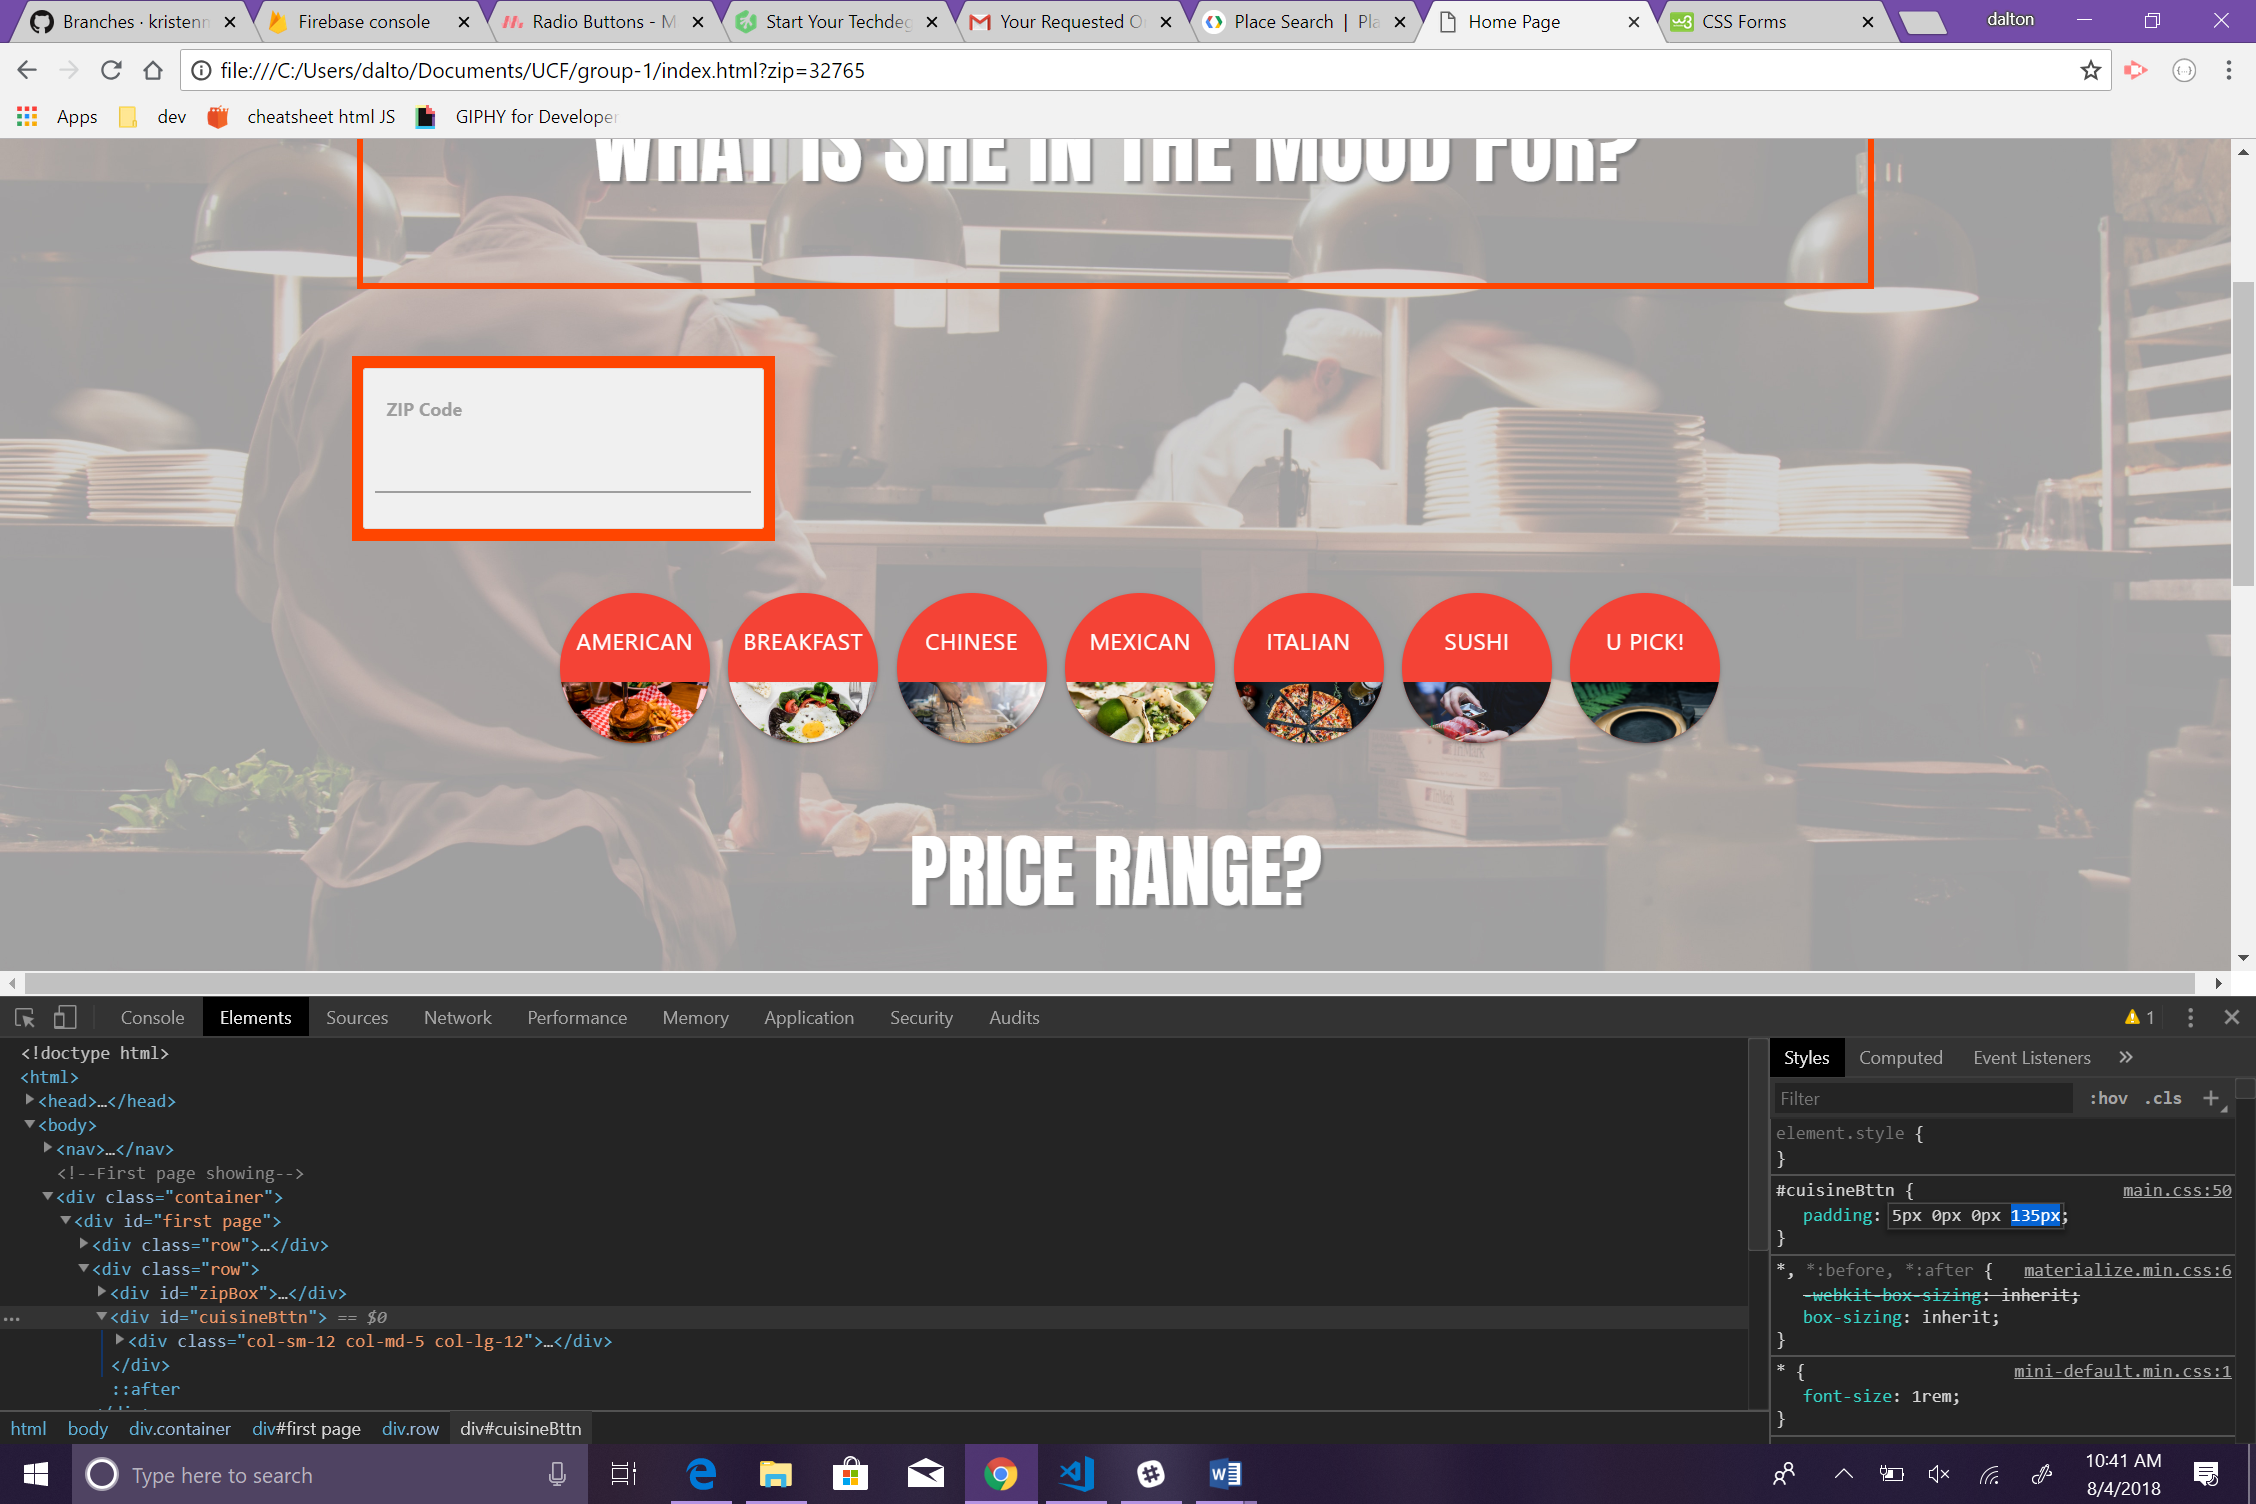 Branches · kristenn
Firebase console
Radio Buttons - M
Start Your Techdeg
Your Requested O
Place Search | Pla
Home Page
CSS Forms
dalton
file:///C:/Users/dalto/Documents/UCF/group-1/index.html?zip=32765
Apps
dev
cheatsheet html JS
GIPHY for Developer
WHAT IS SHE IN THE MOOD FOR?
ZIP Code
AMERICAN
BREAKFAST
CHINESE
MEXICAN
ITALIAN
SUSHI
U PICK!
PRICE RANGE?
Console
Elements
Sources
Network
Performance
Memory
Application
Security
Audits
1
<!doctype html>
<html>
<head>…</head>
<body>
<nav>…</nav>
<!--First page showing-->
<div class="container">
<div id="first page">
<div class="row">…</div>
<div class="row">
<div id="zipBox">…</div>
<div id="cuisineBttn"> == $0
<div class="col-sm-12 col-md-5 col-lg-12">…</div>
</div>
::after
html body div.container div#first page div.row div#cuisineBttn
Styles
Computed
Event Listeners
»
Filter
:hov
.cls
element.style {
}
#cuisineBttn {
main.css:50
padding: 5px 0px 0px 135px;
}
*, *:before, *:after {
materialize.min.css:6
-webkit-box-sizing: inherit;
box-sizing: inherit;
}
* {
mini-default.min.css:1
font-size: 1rem;
}
Type here to search
10:41 AM
8/4/2018